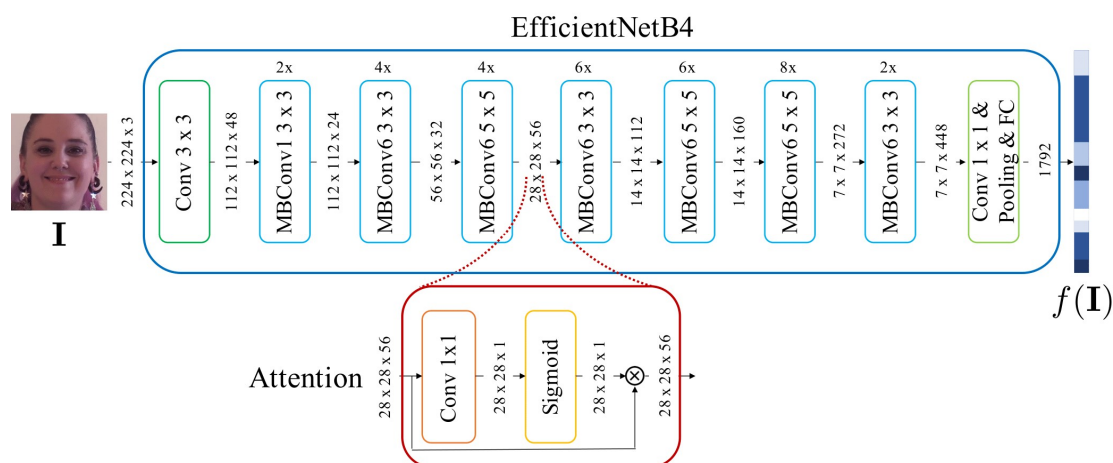 EfficientNetB4
2x
4x
4x
6x
6x
8x
2x
224 x 224 x 3
Conv 3 x 3
112 x 112 x 48
MBConv1 3 x 3
112 x 112 x 24
MBConv6 3 x 3
56 x 56 x 32
MBConv6 5 x 5
28 x 28 x 56
MBConv6 3 x 3
14 x 14 x 112
MBConv6 5 x 5
14 x 14 x 160
MBConv6 5 x 5
7 x 7 x 272
MBConv6 3 x 3
7 x 7 x 448
Conv 1 x 1 &
Pooling & FC
1792
I
f(I)
Attention
28 x 28 x 56
Conv 1x1
28 x 28 x 1
Sigmoid
28 x 28 x 1
28 x 28 x 56